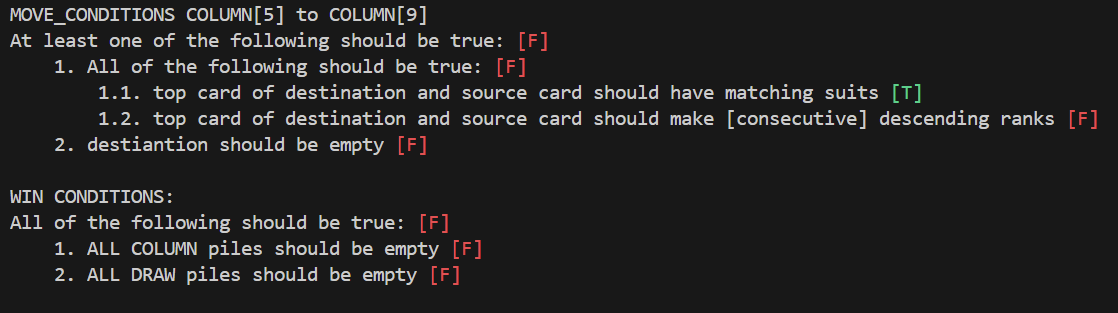 MOVE_CONDITIONS COLUMN[5] to COLUMN[9]
At least one of the following should be true: [F]
1. All of the following should be true: [F]
1.1. top card of destination and source card should have matching suits [T]
1.2. top card of destination and source card should make [consecutive] descending ranks [F]
2. destiantion should be empty [F]
WIN CONDITIONS:
All of the following should be true: [F]
1. ALL COLUMN piles should be empty [F]
2. ALL DRAW piles should be empty [F]